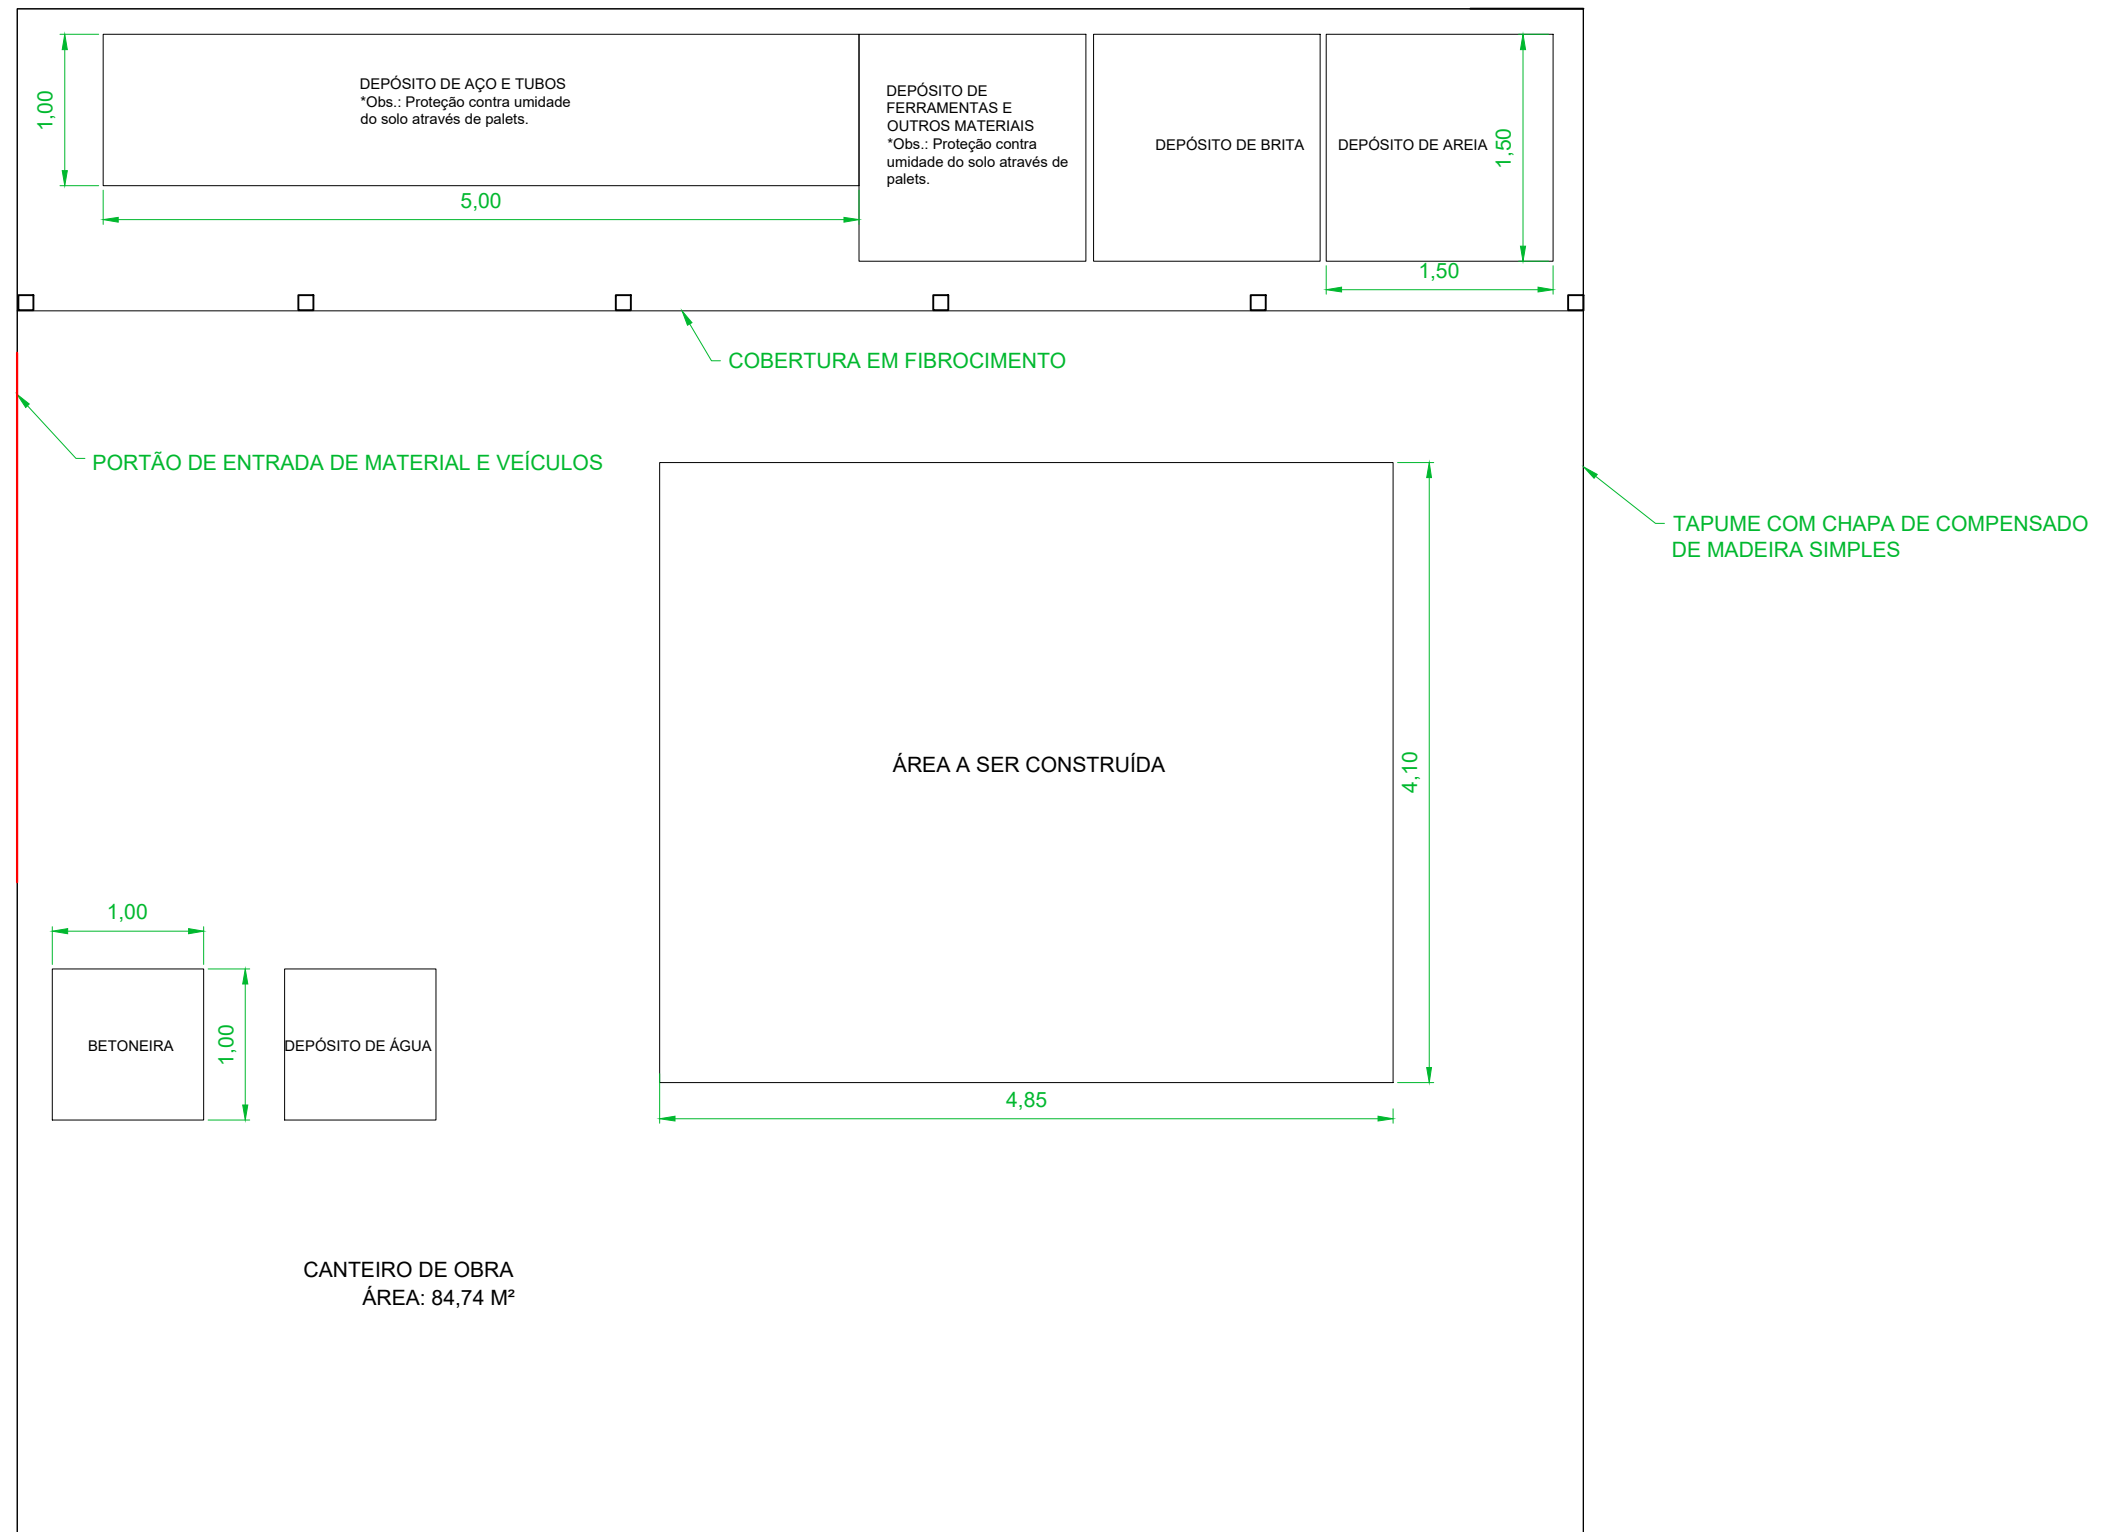 DEPÓSITO DE AÇO E TUBOS
*Obs.: Proteção contra umidade
do solo através de palets.
1,00
5,00
DEPÓSITO DE
FERRAMENTAS E
OUTROS MATERIAIS
*Obs.: Proteção contra
umidade do solo através de
palets.
DEPÓSITO DE BRITA
DEPÓSITO DE AREIA
1,50
1,50
COBERTURA EM FIBROCIMENTO
PORTÃO DE ENTRADA DE MATERIAL E VEÍCULOS
TAPUME COM CHAPA DE COMPENSADO
DE MADEIRA SIMPLES
ÁREA A SER CONSTRUÍDA
4,10
4,85
1,00
BETONEIRA
1,00
DEPÓSITO DE ÁGUA
CANTEIRO DE OBRA
ÁREA: 84,74 M²